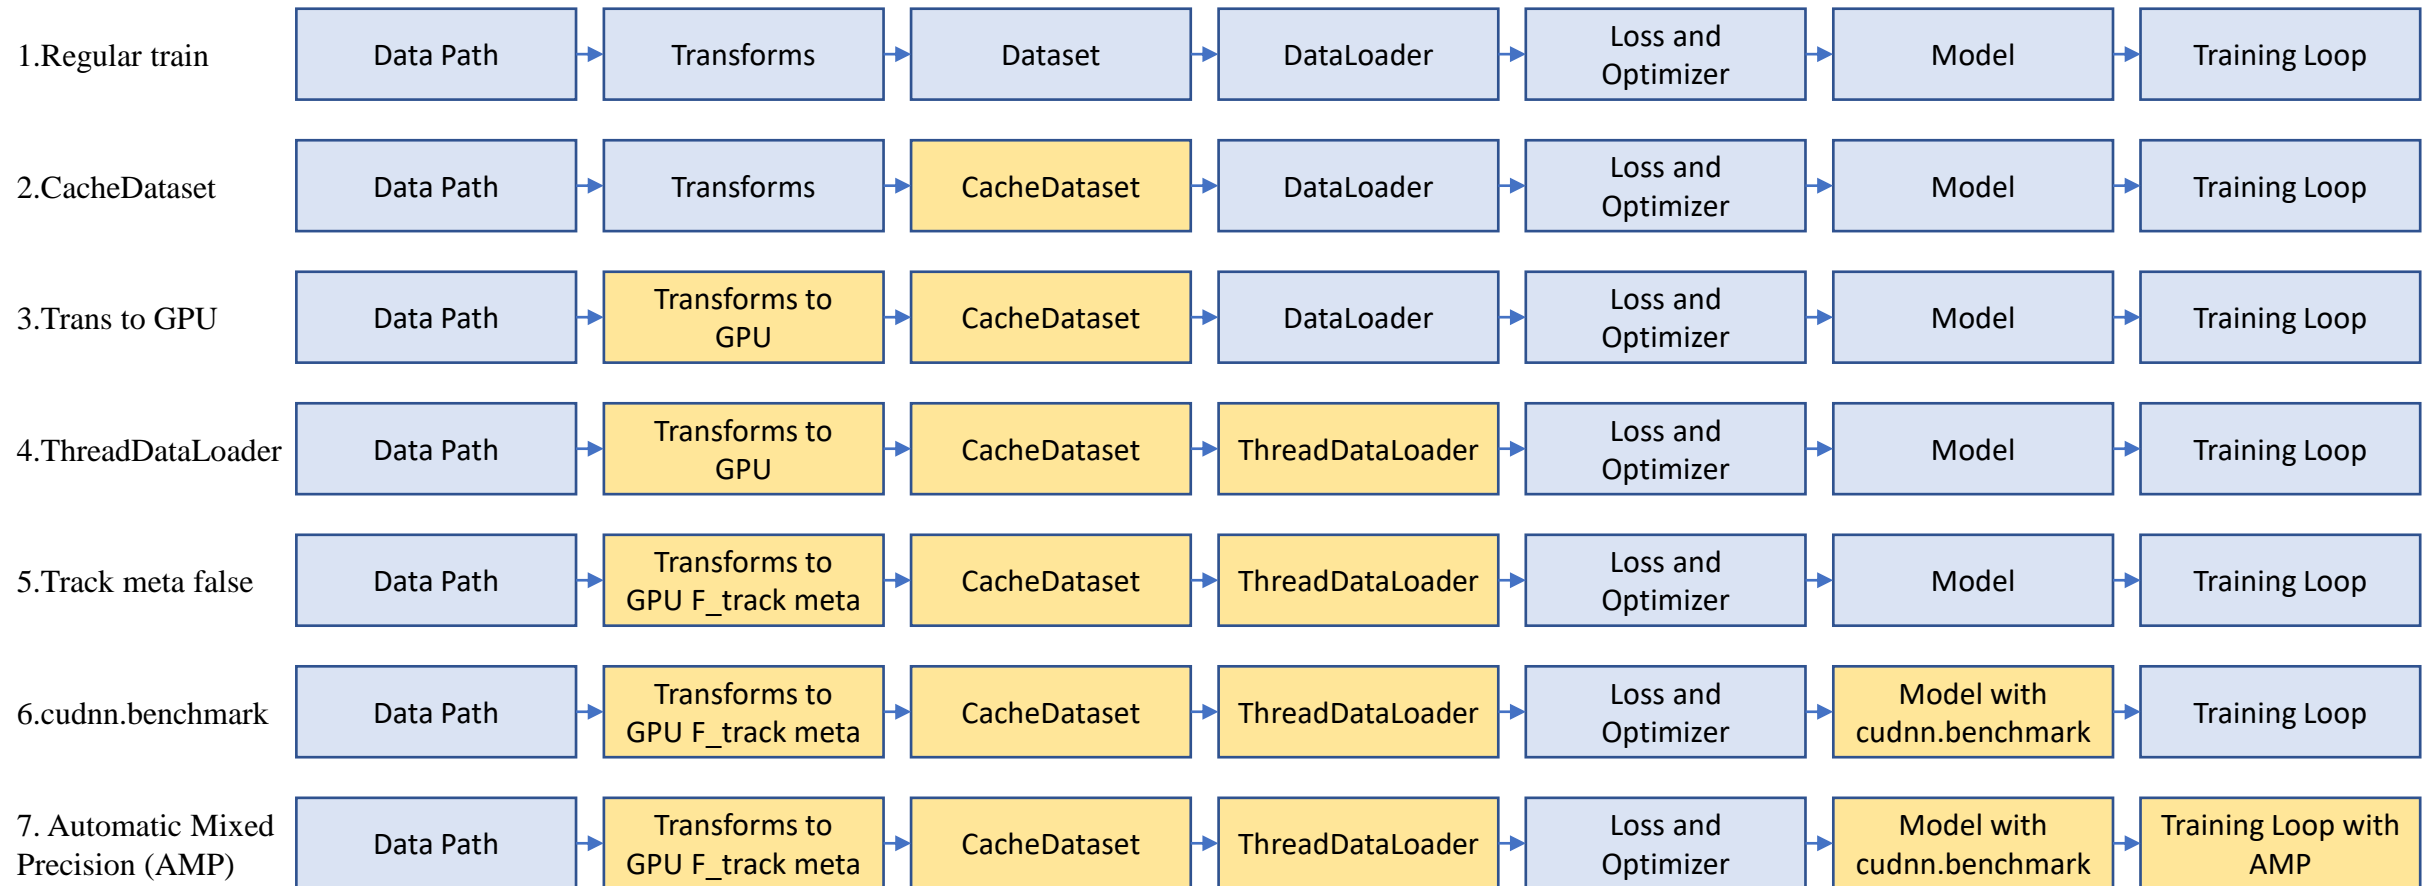 1.Regular train
Data Path
Transforms
Dataset
DataLoader
Loss and
Optimizer
Model
Training Loop
2.CacheDataset
Data Path
Transforms
CacheDataset
DataLoader
Loss and
Optimizer
Model
Training Loop
3.Trans to GPU
Data Path
Transforms to
GPU
CacheDataset
DataLoader
Loss and
Optimizer
Model
Training Loop
4.ThreadDataLoader
Data Path
Transforms to
GPU
CacheDataset
ThreadDataLoader
Loss and
Optimizer
Model
Training Loop
5.Track meta false
Data Path
Transforms to
GPU F_track meta
CacheDataset
ThreadDataLoader
Loss and
Optimizer
Model
Training Loop
6.cudnn.benchmark
Data Path
Transforms to
GPU F_track meta
CacheDataset
ThreadDataLoader
Loss and
Optimizer
Model with
cudnn.benchmark
Training Loop
7. Automatic Mixed
Precision (AMP)
Data Path
Transforms to
GPU F_track meta
CacheDataset
ThreadDataLoader
Loss and
Optimizer
Model with
cudnn.benchmark
Training Loop with
AMP